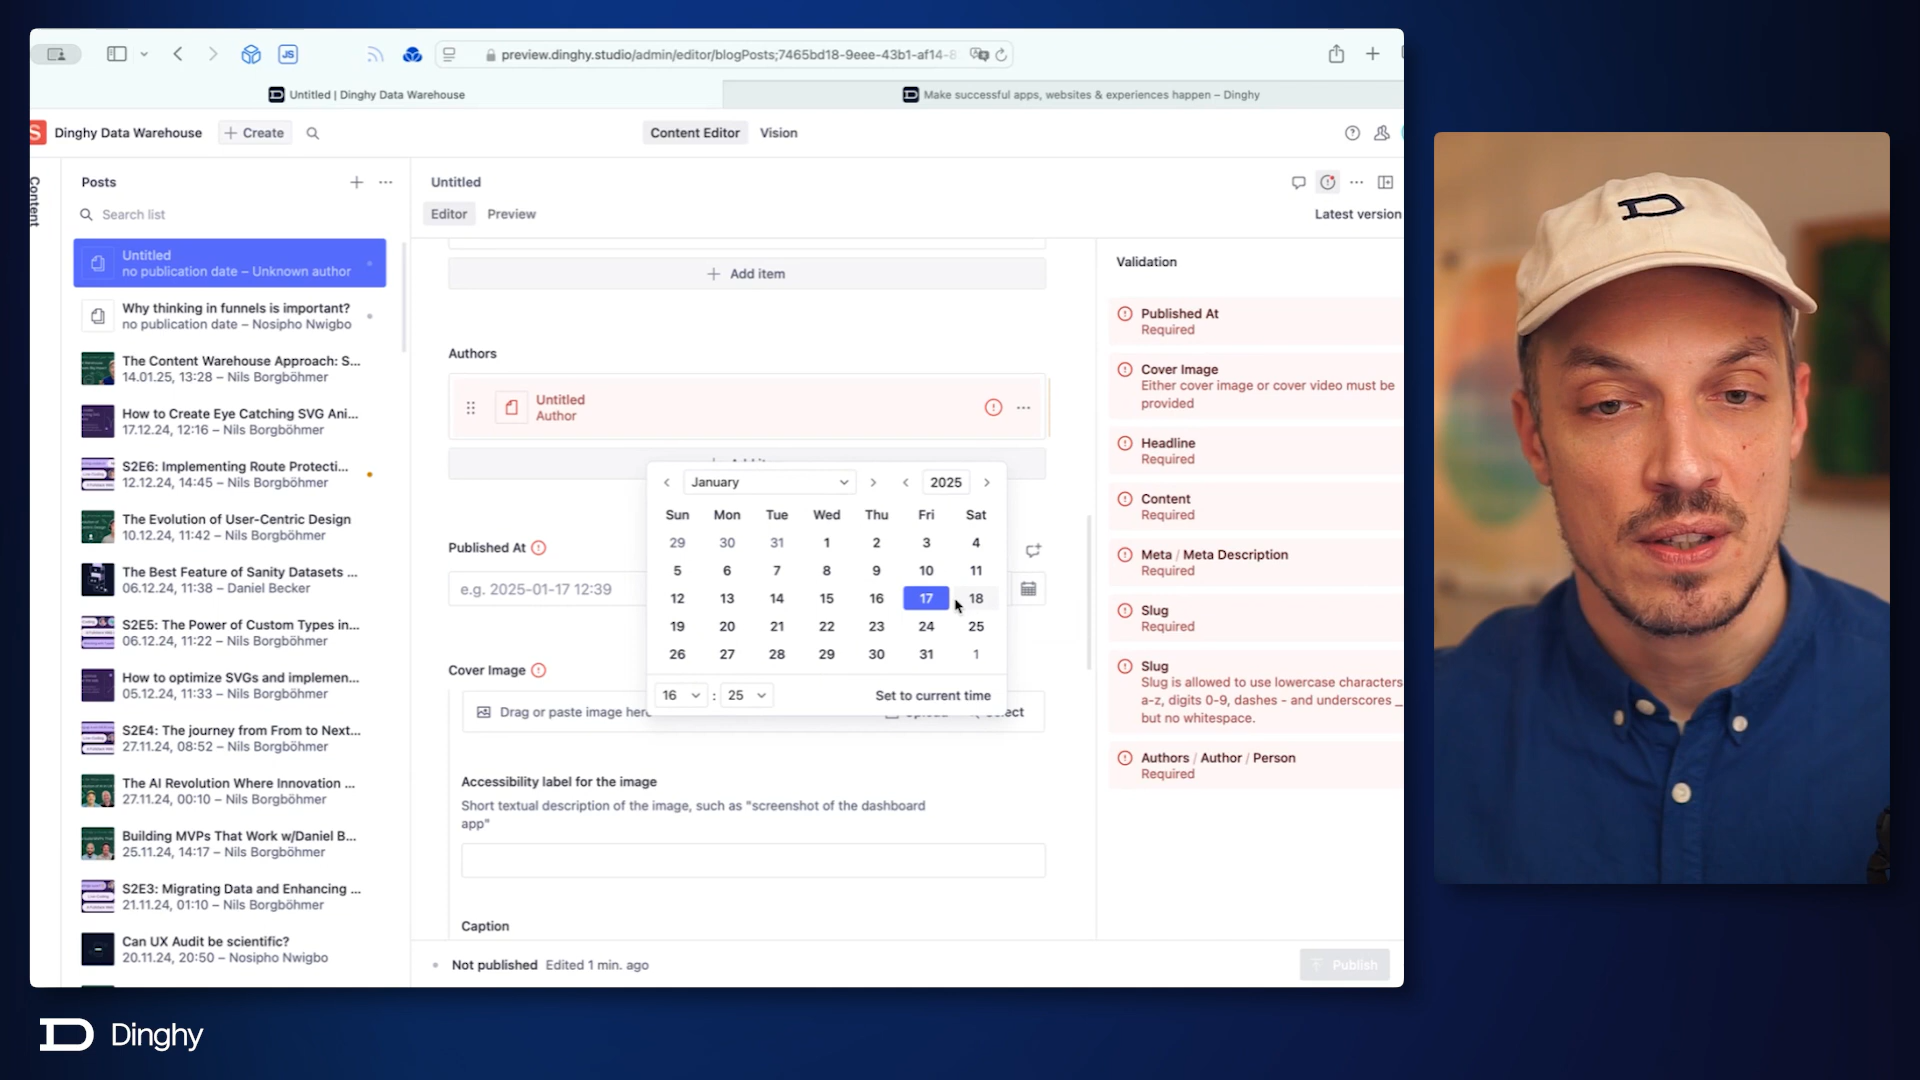 JS
preview.dinghy.studio/admin/editor/blogPosts;7465bd18-9eee-43b1-af14-8
Untitled | Dinghy Data Warehouse
Make successful apps, websites & experiences happen – Dinghy
S
Dinghy Data Warehouse
Create
Content Editor
Vision
Content
Posts
Search list
Untitled
no publication date – Unknown author
Why thinking in funnels is important?
no publication date – Nosipho Nwigbo
The Content Warehouse Approach: S...
14.01.25, 13:28 – Nils Borgböhmer
How to Create Eye Catching SVG Ani...
17.12.24, 12:16 – Nils Borgböhmer
S2E6: Implementing Route Protecti...
12.12.24, 14:45 – Nils Borgböhmer
The Evolution of User-Centric Design
10.12.24, 11:42 – Nils Borgböhmer
The Best Feature of Sanity Datasets ...
06.12.24, 11:38 – Daniel Becker
S2E5: The Power of Custom Types in...
06.12.24, 11:22 – Nils Borgböhmer
How to optimize SVGs and implemen...
05.12.24, 11:33 – Nils Borgböhmer
S2E4: The journey from From to Next...
27.11.24, 08:52 – Nils Borgböhmer
The AI Revolution Where Innovation ...
27.11.24, 00:10 – Nils Borgböhmer
Building MVPs That Work w/Daniel B...
25.11.24, 14:17 – Nils Borgböhmer
S2E3: Migrating Data and Enhancing ...
21.11.24, 01:10 – Nils Borgböhmer
Can UX Audit be scientific?
20.11.24, 20:50 – Nosipho Nwigbo
Untitled
Editor
Preview
Latest version
Add item
Authors
Untitled
Author
January
2025
Sun Mon Tue Wed Thu Fri Sat
29 30 31 1 2 3 4
5 6 7 8 9 10 11
12 13 14 15 16 17 18
19 20 21 22 23 24 25
26 27 28 29 30 31 1
16 : 25
Set to current time
Published At
e.g. 2025-01-17 12:39
Cover Image
Drag or paste image here
Accessibility label for the image
Short textual description of the image, such as "screenshot of the dashboard
app"
Caption
Not published Edited 1 min. ago
Publish
Validation
Published At
Required
Cover Image
Either cover image or cover video must be
provided
Headline
Required
Content
Required
Meta / Meta Description
Required
Slug
Required
Slug
Slug is allowed to use lowercase characters
a-z, digits 0-9, dashes - and underscores _
but no whitespace.
Authors / Author / Person
Required
D
Dinghy